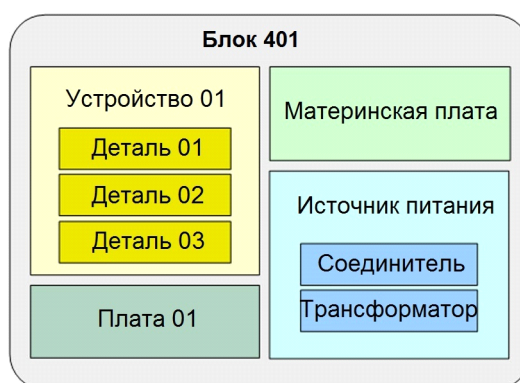 Блок 401
Устройство 01
Деталь 01
Деталь 02
Деталь 03
Плата 01
Материнская плата
Источник питания
Соединитель
Трансформатор